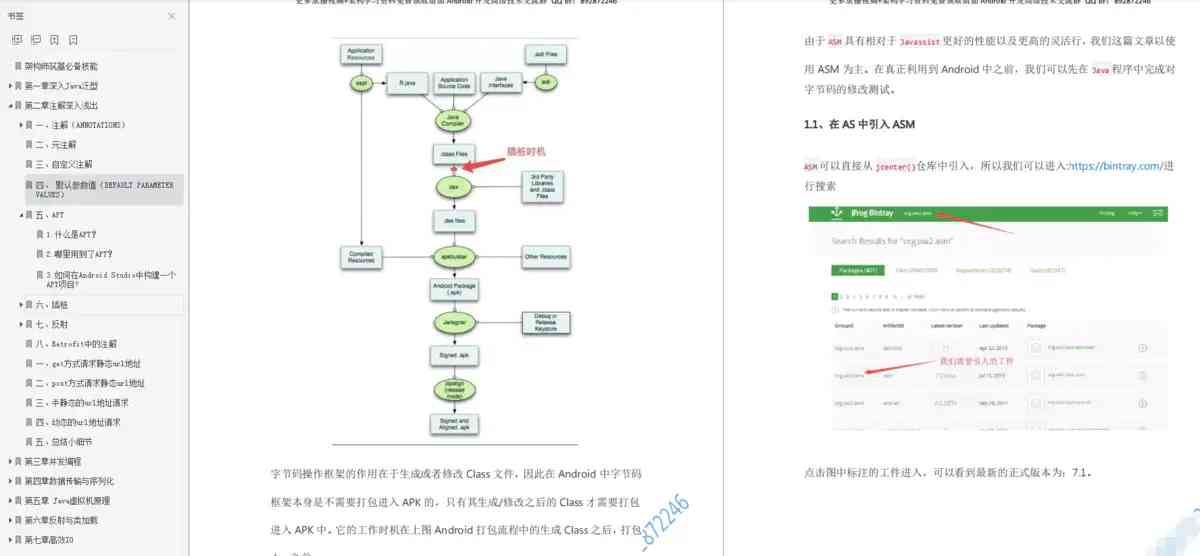 书签
架构师筑基必备技能
第一章深入Java泛型
第二章注解深入浅出
一、注解（ANNOTATIONS）
二、元注解
三、自定义注解
四、 默认参数值（DEFAULT PARAMETER
VALUES）
五、APT
1.什么是APT？
2.哪里用到了APT？
3.如何在Android Studio中构建一个
APT项目？
六、插桩
七、反射
八、Retrofit中的注解
一、get方式请求静态url地址
二、post方式请求静态url地址
三、半静态的url地址请求
四、动态的url地址请求
五、总结小细节
第三章并发编程
第四章数据传输与序列化
第五章 Java虚拟机原理
第六章反射与类加载
第七章高效IO
Application
Resources
.aidl Files
aapt
R.java
Application
Source Code
Java
Interfaces
aidl
Java
Compiler
.class Files
插桩时机
dex
3rd Party
Libraries
and .class
Files
.dex files
Compiled
Resources
apkbuilder
Other Resources
Android Package
(.apk)
Jarsigner
Debug or
Release
Keystore
Signed .apk
zipalign
(release
mode)
Signed and
Aligned .apk
字节码操作框架的作用在于生成或者修改 Class 文件，因此在 Android 中字节码
框架本身是不需要打包进入 APK 的，只有其生成/修改之后的 Class 才需要打包
进入 APK 中。它的工作时机在上图 Android 打包流程中的生成 Class 之后，打包
_872246
由于 ASM 具有相对于 Javassist 更好的性能以及更高的灵活行，我们这篇文章以使
用 ASM 为主。在真正利用到 Android 中之前，我们可以先在 Java 程序中完成对
字节码的修改测试。
1.1、在 AS 中引入 ASM
ASM 可以直接从 jcenter() 仓库中引入，所以我们可以进入:https://bintray.com/进
行搜索
JFrog Bintray
org.ow2.asm
Search Results for "org.ow2.asm"
Latest version
Last updated
Package
我们需要引入的工件
点击图中标注的工件进入，可以看到最新的正式版本为：7.1。